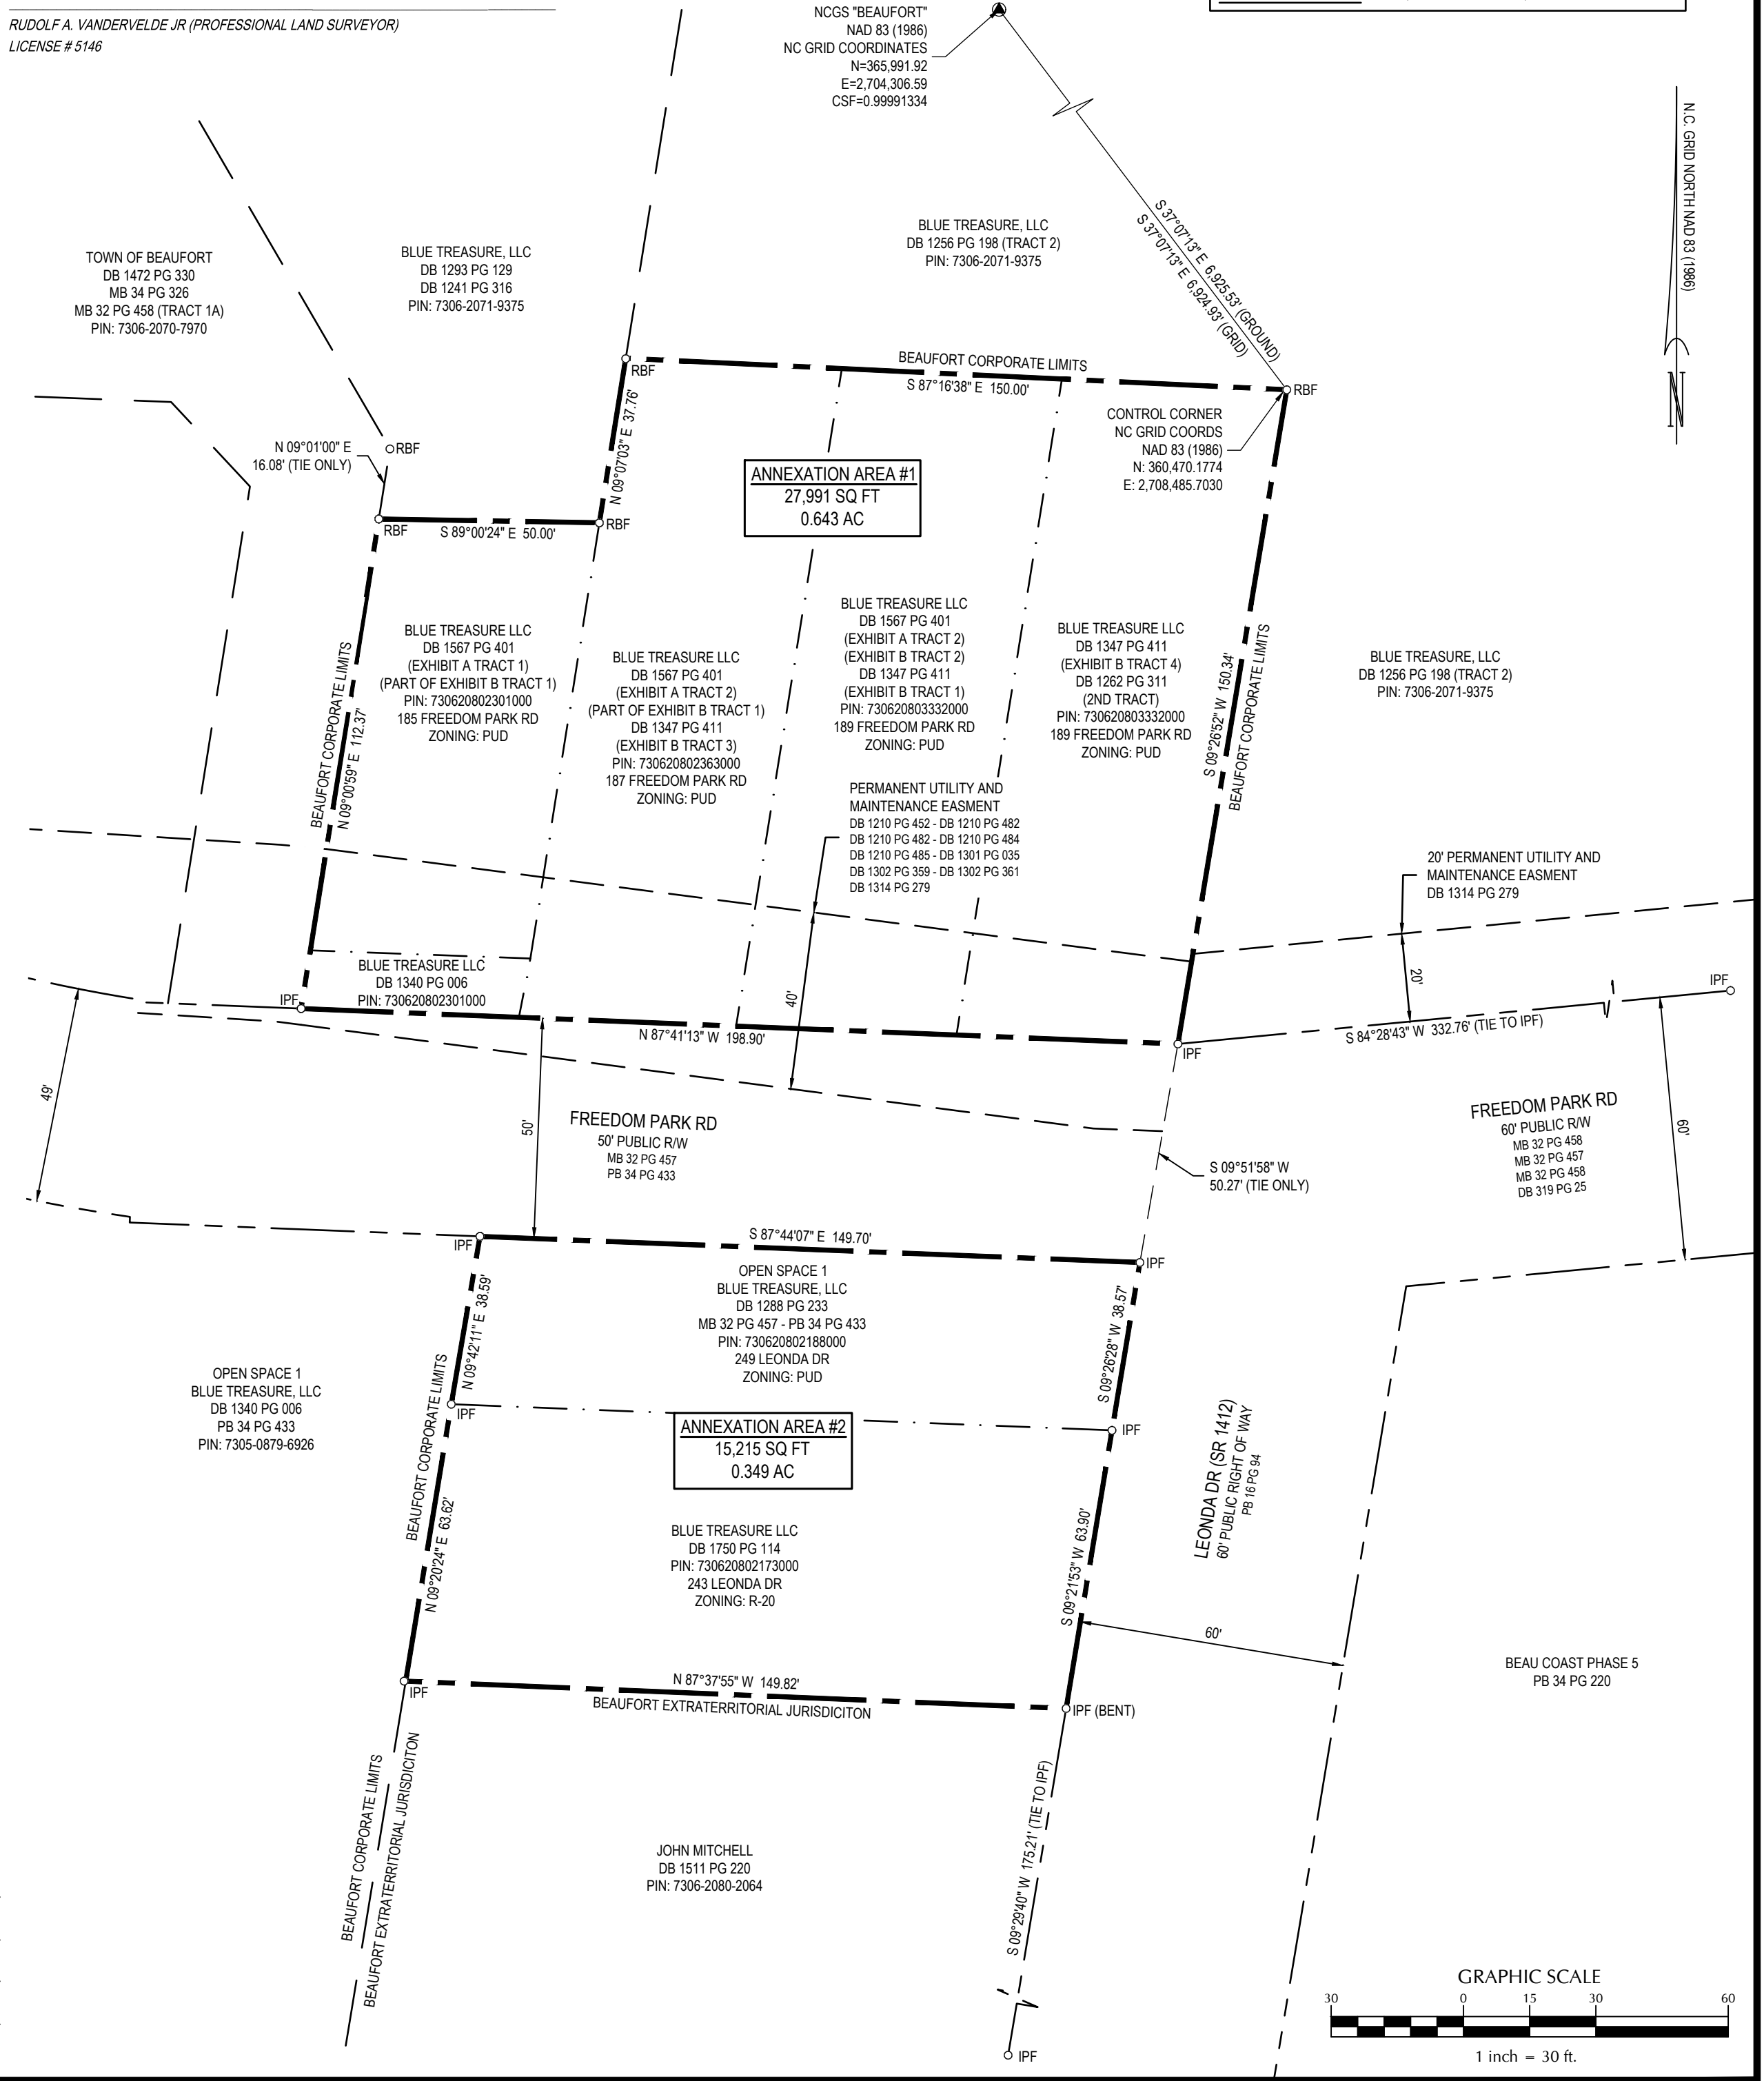 RUDOLF A. VANDERVELDE JR (PROFESSIONAL LAND SURVEYOR)
LICENSE # 5146
NCGS "BEAUFORT"
NAD 83 (1986)
NC GRID COORDINATES
N=365,991.92
E=2,704,306.59
CSF=0.99991334
N.C. GRID NORTH NAD 83 (1986)
N
S 37°07'13" E 6,925.53' (GROUND)
S 37°07'13" E 6,924.93' (GRID)
TOWN OF BEAUFORT
DB 1472 PG 330
MB 34 PG 326
MB 32 PG 458 (TRACT 1A)
PIN: 7306-2070-7970
BLUE TREASURE, LLC
DB 1293 PG 129
DB 1241 PG 316
PIN: 7306-2071-9375
BLUE TREASURE, LLC
DB 1256 PG 198 (TRACT 2)
PIN: 7306-2071-9375
RBF
BEAUFORT CORPORATE LIMITS
S 87°16'38" E 150.00'
RBF
N 09°07'03" E 37.76'
CONTROL CORNER
NC GRID COORDS
NAD 83 (1986)
N: 360,470.1774
E: 2,708,485.7030
N 09°01'00" E
16.08' (TIE ONLY)
RBF
ANNEXATION AREA #1
27,991 SQ FT
0.643 AC
RBF
S 89°00'24" E 50.00'
RBF
BEAUFORT CORPORATE LIMITS
N 09°00'59" E 112.37'
BLUE TREASURE LLC
DB 1567 PG 401
(EXHIBIT A TRACT 1)
(PART OF EXHIBIT B TRACT 1)
PIN: 730620802301000
185 FREEDOM PARK RD
ZONING: PUD
BLUE TREASURE LLC
DB 1567 PG 401
(EXHIBIT A TRACT 2)
(PART OF EXHIBIT B TRACT 1)
DB 1347 PG 411
(EXHIBIT B TRACT 3)
PIN: 730620802363000
187 FREEDOM PARK RD
ZONING: PUD
BLUE TREASURE LLC
DB 1567 PG 401
(EXHIBIT A TRACT 2)
(EXHIBIT B TRACT 2)
DB 1347 PG 411
(EXHIBIT B TRACT 1)
PIN: 730620803332000
189 FREEDOM PARK RD
ZONING: PUD
BLUE TREASURE LLC
DB 1347 PG 411
(EXHIBIT B TRACT 4)
DB 1262 PG 311
(2ND TRACT)
PIN: 730620803332000
189 FREEDOM PARK RD
ZONING: PUD
S 09°26'52" W 150.34'
BEAUFORT CORPORATE LIMITS
BLUE TREASURE, LLC
DB 1256 PG 198 (TRACT 2)
PIN: 7306-2071-9375
PERMANENT UTILITY AND
MAINTENANCE EASMENT
DB 1210 PG 452 - DB 1210 PG 482
DB 1210 PG 482 - DB 1210 PG 484
DB 1210 PG 485 - DB 1301 PG 035
DB 1302 PG 359 - DB 1302 PG 361
DB 1314 PG 279
20' PERMANENT UTILITY AND
MAINTENANCE EASMENT
DB 1314 PG 279
BLUE TREASURE LLC
DB 1340 PG 006
PIN: 730620802301000
IPF
40'
20'
IPF
N 87°41'13" W 198.90'
IPF
S 84°28'43" W 332.76' (TIE TO IPF)
49'
50'
FREEDOM PARK RD
50' PUBLIC R/W
MB 32 PG 457
PB 34 PG 433
FREEDOM PARK RD
60' PUBLIC R/W
MB 32 PG 458
MB 32 PG 457
MB 32 PG 458
DB 319 PG 25
60'
S 09°51'58" W
50.27' (TIE ONLY)
IPF
S 87°44'07" E 149.70'
IPF
N 09°42'11" E 38.59'
OPEN SPACE 1
BLUE TREASURE, LLC
DB 1288 PG 233
MB 32 PG 457 - PB 34 PG 433
PIN: 730620802188000
249 LEONDA DR
ZONING: PUD
S 09°26'28" W 38.57'
OPEN SPACE 1
BLUE TREASURE, LLC
DB 1340 PG 006
PB 34 PG 433
PIN: 7305-0879-6926
BEAUFORT CORPORATE LIMITS
IPF
ANNEXATION AREA #2
15,215 SQ FT
0.349 AC
IPF
LEONDA DR (SR 1412)
60' PUBLIC RIGHT OF WAY
PB 16 PG 94
N 09°20'24" E 63.62'
BLUE TREASURE LLC
DB 1750 PG 114
PIN: 730620802173000
243 LEONDA DR
ZONING: R-20
S 09°21'53" W 63.90'
60'
IPF
N 87°37'55" W 149.82'
BEAUFORT EXTRATERRITORIAL JURISDICITON
IPF (BENT)
BEAU COAST PHASE 5
PB 34 PG 220
BEAUFORT CORPORATE LIMITS
BEAUFORT EXTRATERRITORIAL JURISDICITON
JOHN MITCHELL
DB 1511 PG 220
PIN: 7306-2080-2064
S 09°29'40" W 175.21' (TIE TO IPF)
IPF
GRAPHIC SCALE
30 0 15 30 60
1 inch = 30 ft.